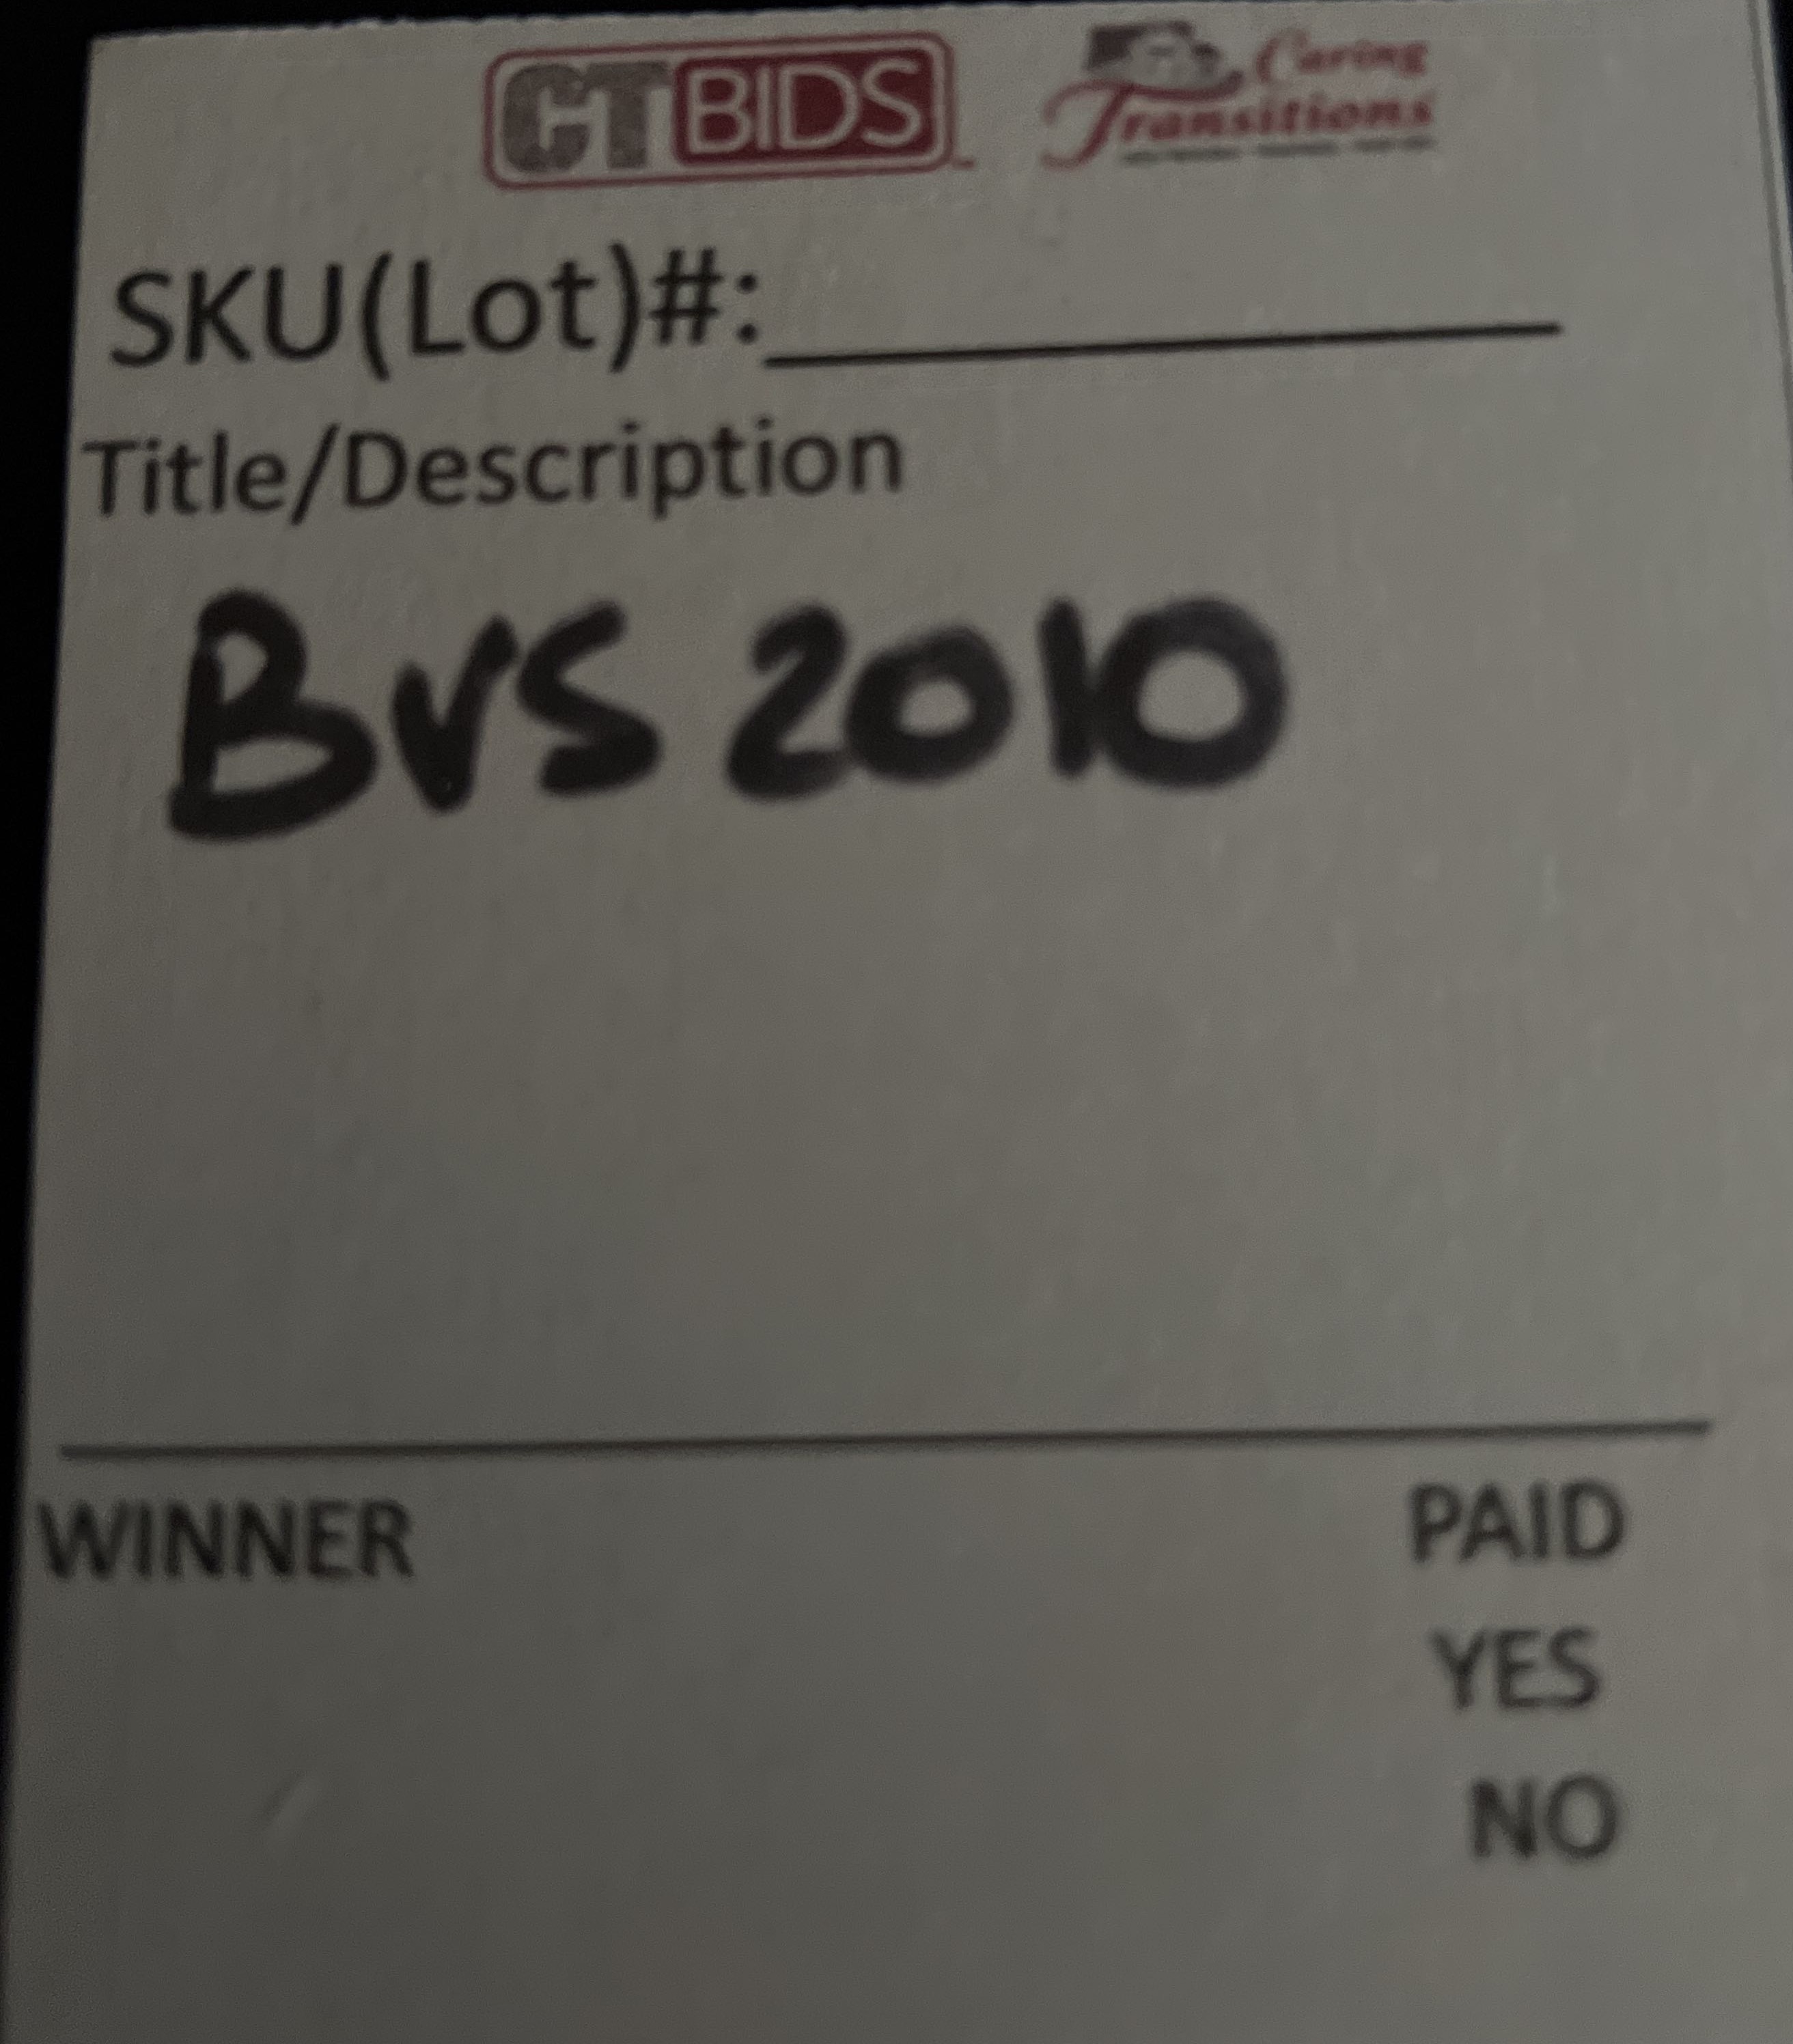 CTBIDS
Caring
Transitions
SKU(Lot)#:
Title/Description
BVS 2010
WINNER
PAID
YES
NO